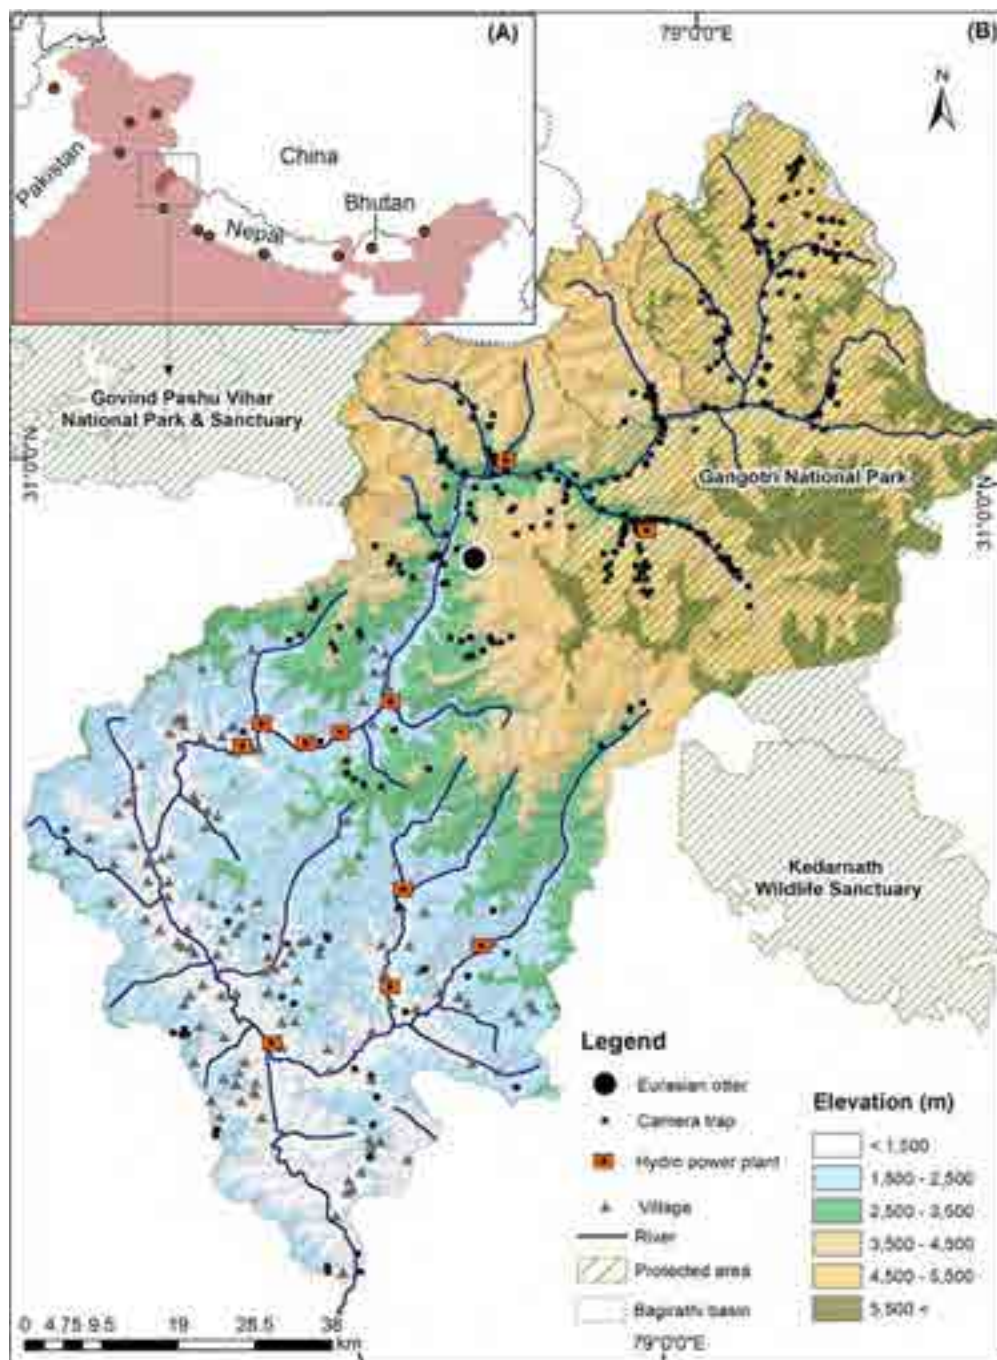 (A)
79°0'0"E
(B)
N
China
Pakistan
Bhutan
Nepal
Govind Pashu Vihar
National Park & Sanctuary
31°0'0"N
Gangotri National Park
31°0'0"N
Kedarnath
Wildlife Sanctuary
Legend
Eurasian otter
Camera trap
Hydro power plant
Village
River
Protected area
Bagirathi basin
Elevation (m)
< 1,500
1,500 - 2,500
2,500 - 3,500
3,500 - 4,500
4,500 - 5,500
5,500 <
0 4.75 9.5 19 28.5 38
km
79°0'0"E